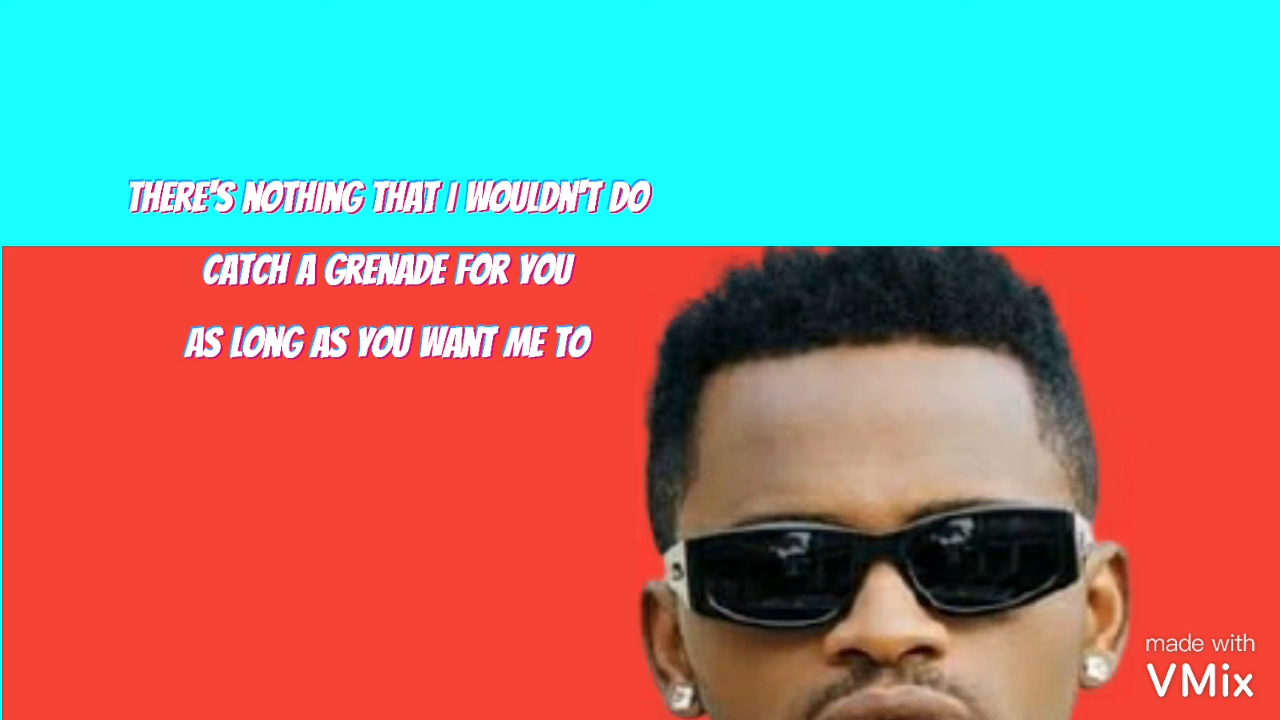 THERE'S NOTHING THAT I WOULDN'T DO
CATCH A GRENADE FOR YOU
AS LONG AS YOU WANT ME TO
made with
VMix